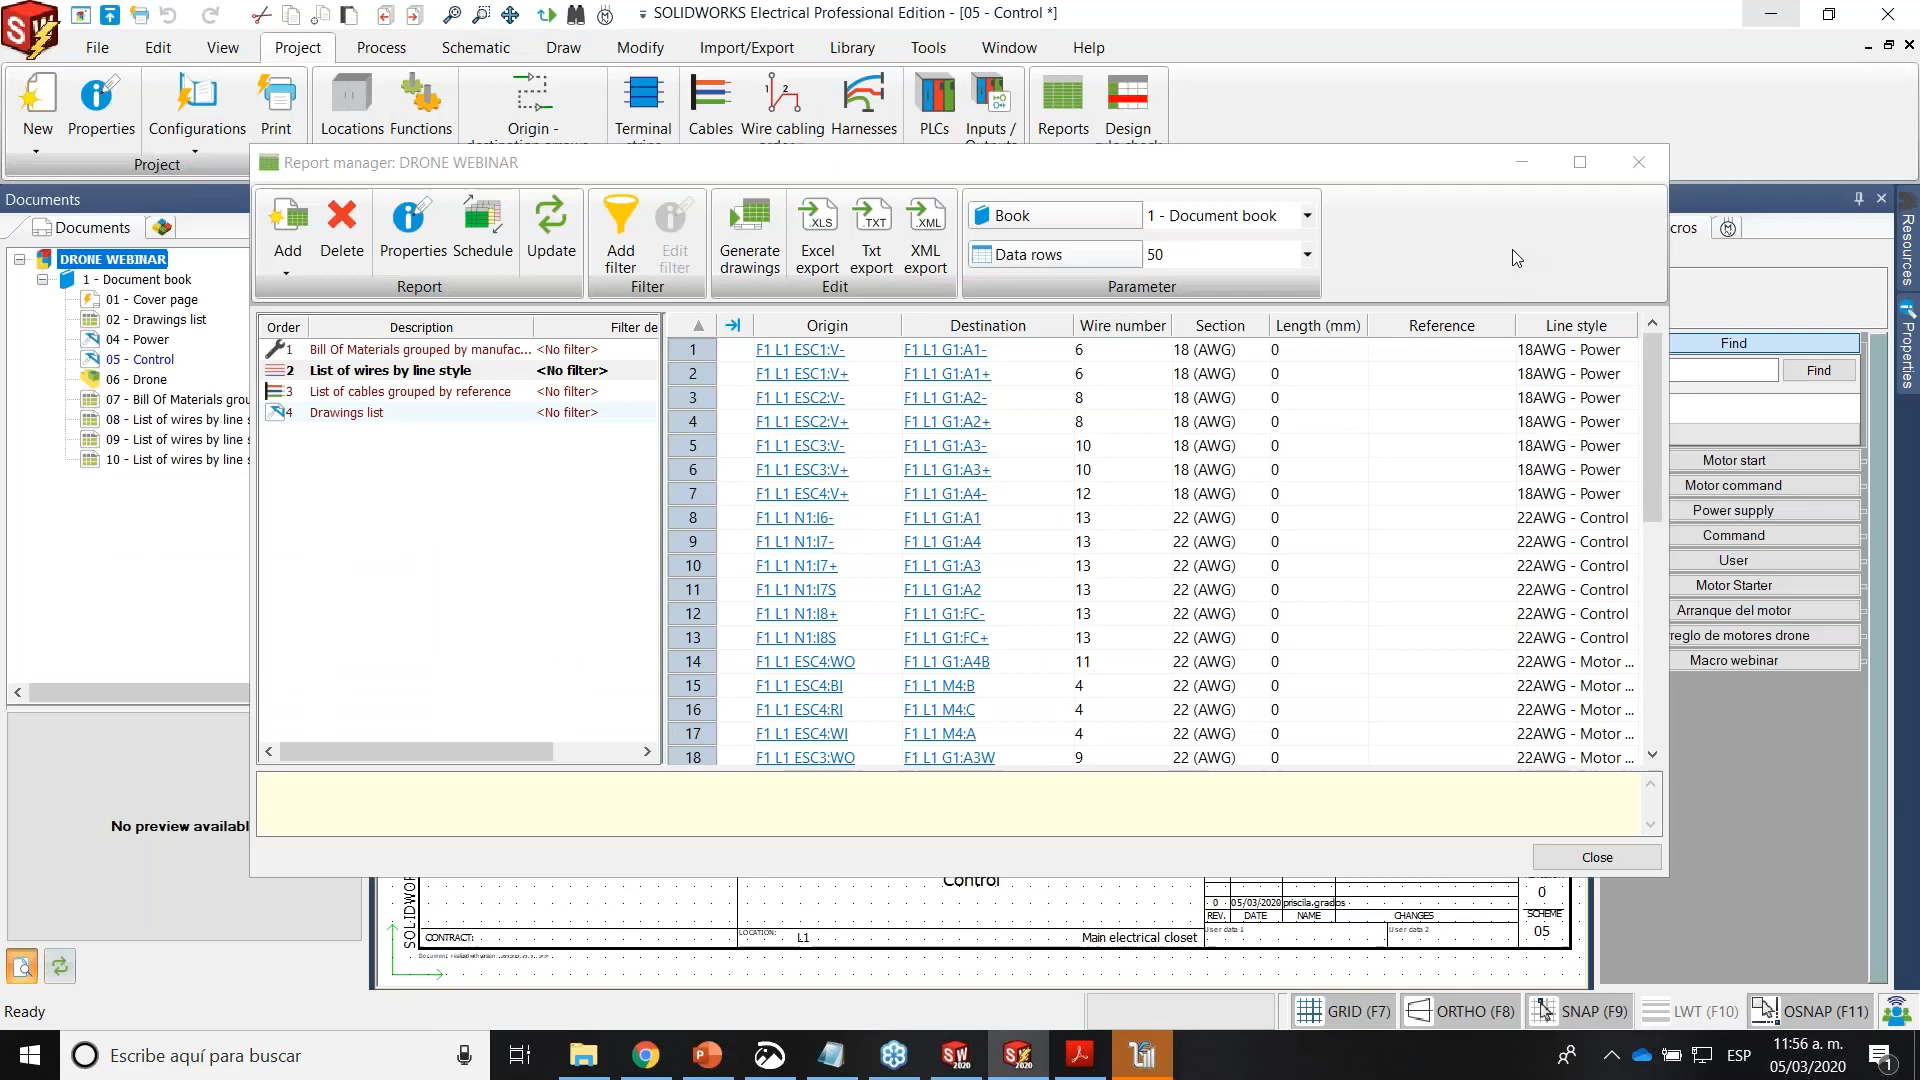 SOLIDWORKS Electrical Professional Edition - [05 - Control *]
File Edit View Project Process Schematic Draw Modify Import/Export Library Tools Window Help
New Properties Configurations Print Locations Functions Origin - Terminal Cables Wire cabling Harnesses PLCs Inputs / Reports Design
Project
Report manager: DRONE WEBINAR
Documents
Documents
DRONE WEBINAR
1 - Document book
01 - Cover page
02 - Drawings list
04 - Power
05 - Control
06 - Drone
07 - Bill Of Materials grou
08 - List of wires by line s
09 - List of wires by line s
10 - List of wires by line s
No preview availabl
Add Delete Properties Schedule Update Add filter Edit filter Generate drawings Excel export Txt export XML export
.XLS .TXT .XML
Book 1 - Document book
Data rows 50
Report Filter Edit Parameter
Order Description Filter de
1 Bill Of Materials grouped by manufac... <No filter>
2 List of wires by line style <No filter>
3 List of cables grouped by reference <No filter>
4 Drawings list <No filter>
Origin Destination Wire number Section Length (mm) Reference Line style
1 F1 L1 ESC1:V- F1 L1 G1:A1- 6 18 (AWG) 0 18AWG - Power
2 F1 L1 ESC1:V+ F1 L1 G1:A1+ 6 18 (AWG) 0 18AWG - Power
3 F1 L1 ESC2:V- F1 L1 G1:A2- 8 18 (AWG) 0 18AWG - Power
4 F1 L1 ESC2:V+ F1 L1 G1:A2+ 8 18 (AWG) 0 18AWG - Power
5 F1 L1 ESC3:V- F1 L1 G1:A3- 10 18 (AWG) 0 18AWG - Power
6 F1 L1 ESC3:V+ F1 L1 G1:A3+ 10 18 (AWG) 0 18AWG - Power
7 F1 L1 ESC4:V+ F1 L1 G1:A4- 12 18 (AWG) 0 18AWG - Power
8 F1 L1 N1:I6- F1 L1 G1:A1 13 22 (AWG) 0 22AWG - Control
9 F1 L1 N1:I7- F1 L1 G1:A4 13 22 (AWG) 0 22AWG - Control
10 F1 L1 N1:I7+ F1 L1 G1:A3 13 22 (AWG) 0 22AWG - Control
11 F1 L1 N1:I7S F1 L1 G1:A2 13 22 (AWG) 0 22AWG - Control
12 F1 L1 N1:I8+ F1 L1 G1:FC- 13 22 (AWG) 0 22AWG - Control
13 F1 L1 N1:I8S F1 L1 G1:FC+ 13 22 (AWG) 0 22AWG - Control
14 F1 L1 ESC4:WO F1 L1 G1:A4B 11 22 (AWG) 0 22AWG - Motor ...
15 F1 L1 ESC4:BI F1 L1 M4:B 4 22 (AWG) 0 22AWG - Motor ...
16 F1 L1 ESC4:RI F1 L1 M4:C 4 22 (AWG) 0 22AWG - Motor ...
17 F1 L1 ESC4:WI F1 L1 M4:A 4 22 (AWG) 0 22AWG - Motor ...
18 F1 L1 ESC3:WO F1 L1 G1:A3W 9 22 (AWG) 0 22AWG - Motor ...
Close
cros
Find
Find
Motor start
Motor command
Power supply
Command
User
Motor Starter
Arranque del motor
reglo de motores drone
Macro webinar
Resources
Properties
SOLIDWOR
Control
0 05/03/2020 priscila.grados
REV. DATE NAME CHANGES
0
SCHEME
05
CONTRACT:
LOCATION: L1 Main electrical closet
User data 1 User data 2
Ready
GRID (F7) ORTHO (F8) SNAP (F9) LWT (F10) OSNAP (F11)
Escribe aquí para buscar
ESP
11:56 a. m.
05/03/2020
1